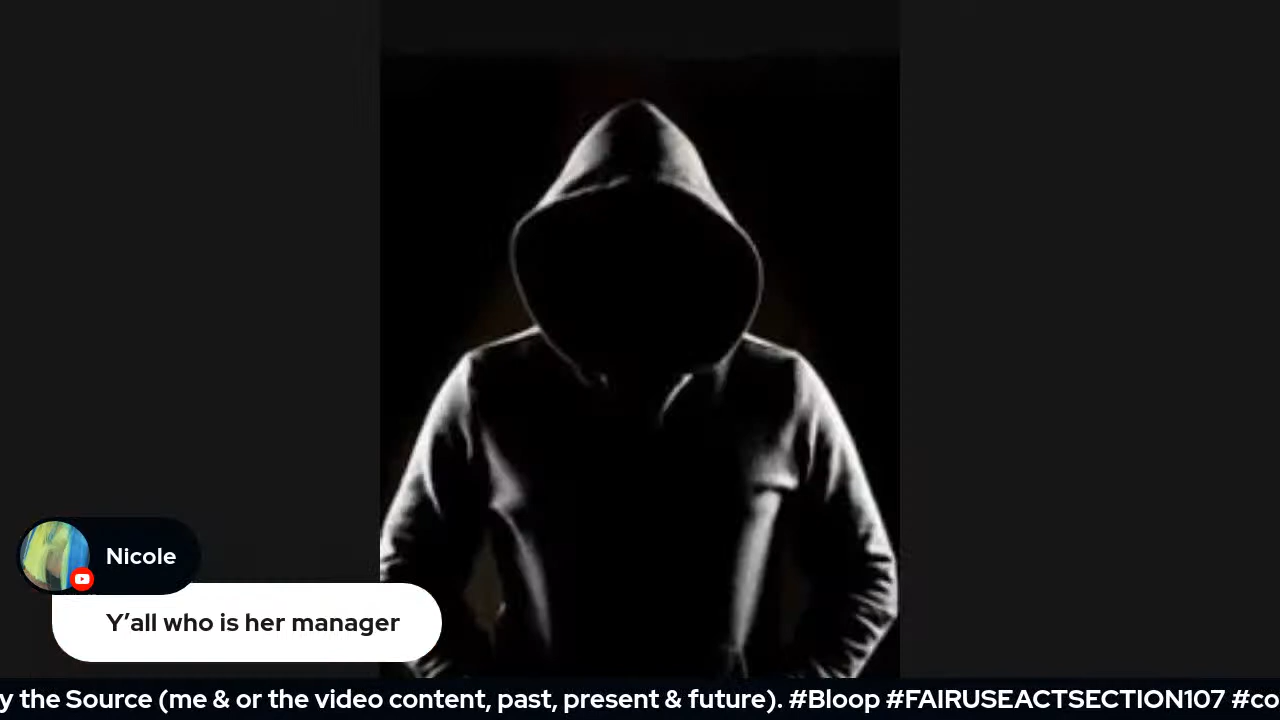 Nicole
Y’all who is her manager
y the Source (me & or the video content, past, present & future). #Bloop #FAIRUSEACTSECTION107 #co